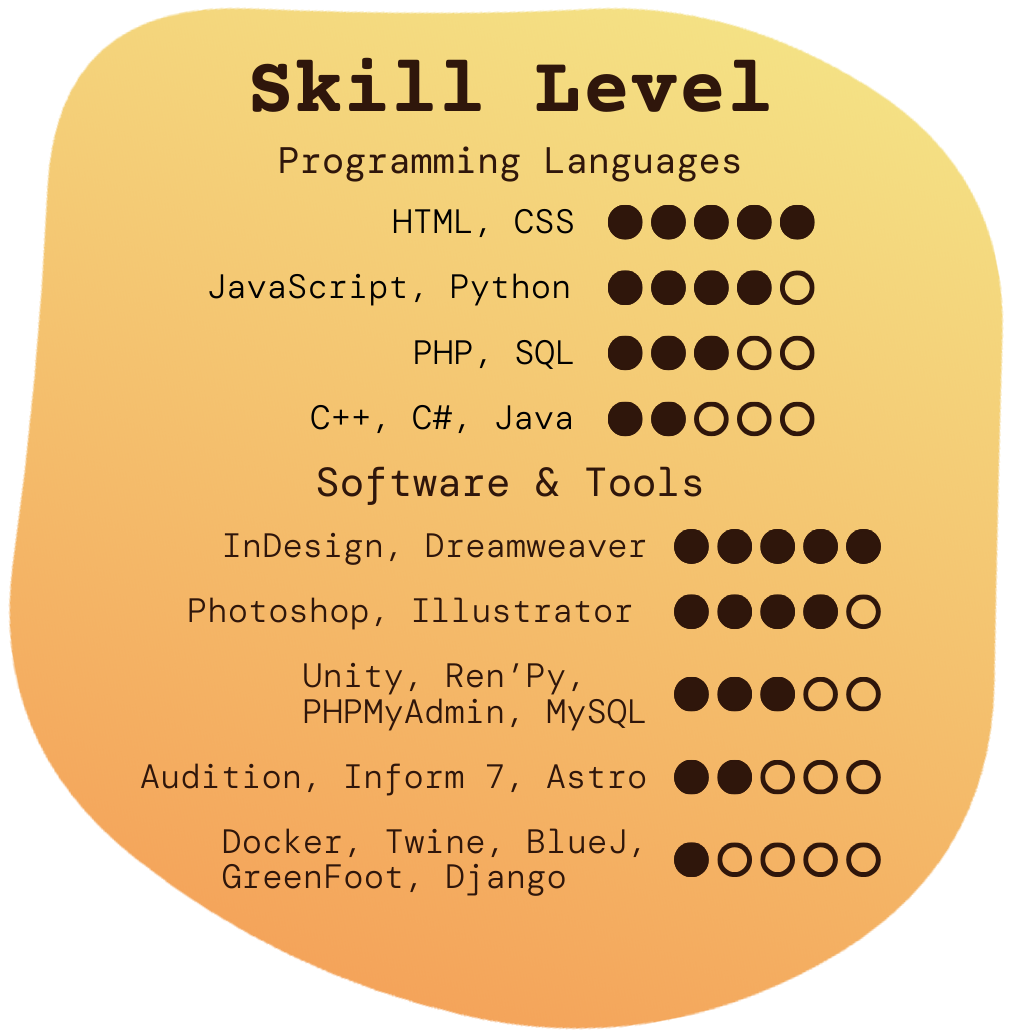 Skill Level
Programming Languages
HTML, CSS
JavaScript, Python
PHP, SQL
C++, C#, Java
Software & Tools
InDesign, Dreamweaver
Photoshop, Illustrator
Unity, Ren’Py,
PHPMyAdmin, MySQL
Audition, Inform 7, Astro
Docker, Twine, BlueJ,
GreenFoot, Django